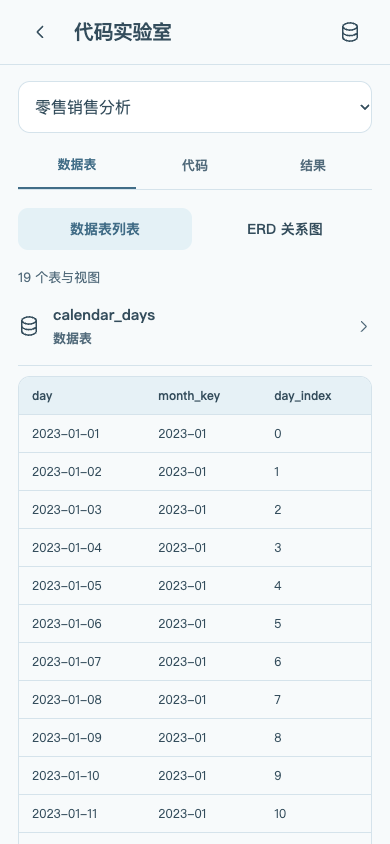 代码实验室
零售销售分析
数据表 代码 结果
数据表列表 ERD 关系图
19 个表与视图
calendar_days
数据表
day month_key day_index
2023-01-01 2023-01 0
2023-01-02 2023-01 1
2023-01-03 2023-01 2
2023-01-04 2023-01 3
2023-01-05 2023-01 4
2023-01-06 2023-01 5
2023-01-07 2023-01 6
2023-01-08 2023-01 7
2023-01-09 2023-01 8
2023-01-10 2023-01 9
2023-01-11 2023-01 10